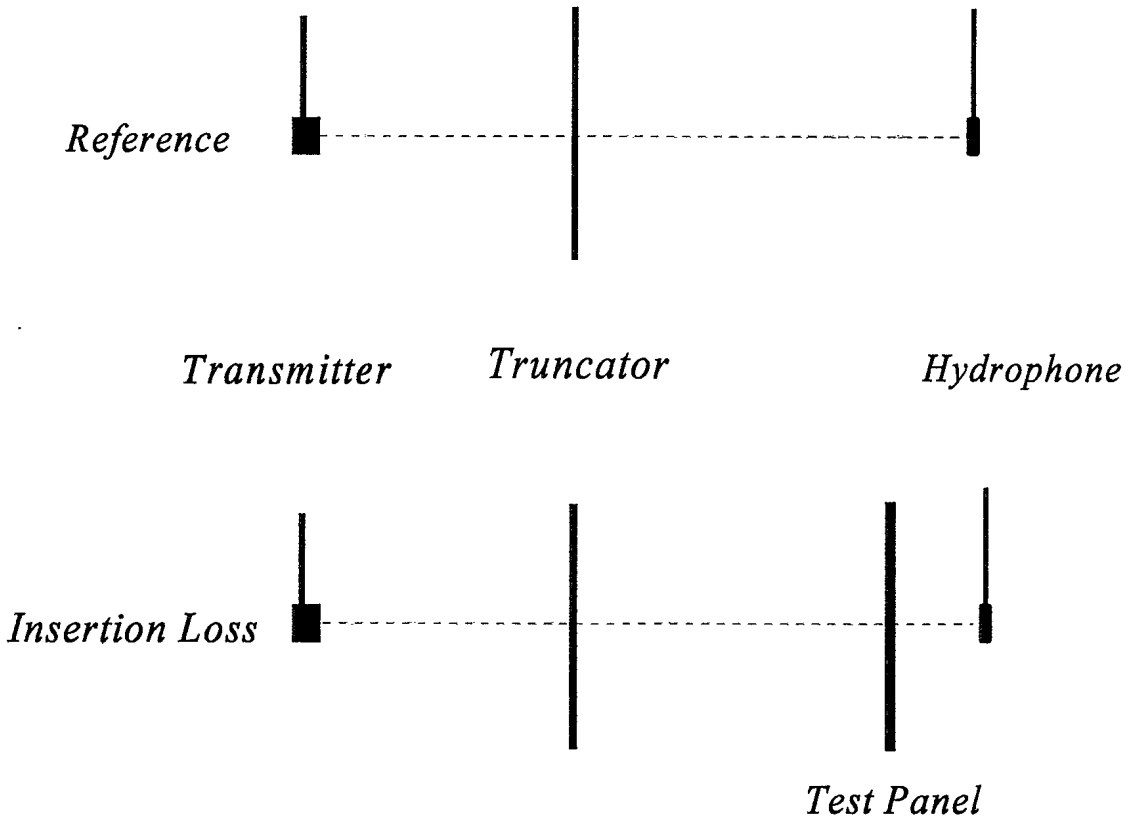 Reference
Transmitter
Truncator
Hydrophone
Insertion Loss
Test Panel